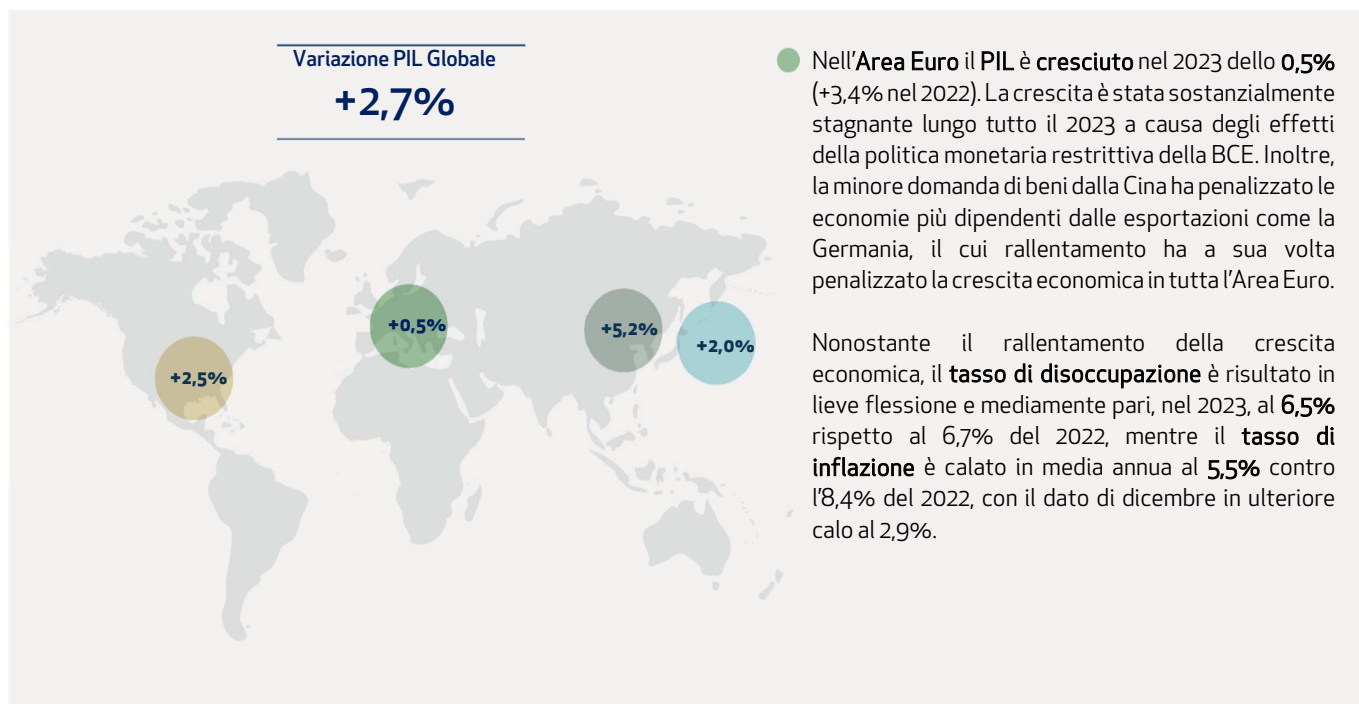 Variazione PIL Globale
+2,7%
+0,5%
+5,2%
+2,0%
+2,5%
Nell'Area Euro il PIL è cresciuto nel 2023 dello 0,5%
(+3,4% nel 2022). La crescita è stata sostanzialmente
stagnante lungo tutto il 2023 a causa degli effetti
della politica monetaria restrittiva della BCE. Inoltre,
la minore domanda di beni dalla Cina ha penalizzato le
economie più dipendenti dalle esportazioni come la
Germania, il cui rallentamento ha a sua volta
penalizzato la crescita economica in tutta l'Area Euro.
Nonostante il rallentamento della crescita
economica, il tasso di disoccupazione è risultato in
lieve flessione e mediamente pari, nel 2023, al 6,5%
rispetto al 6,7% del 2022, mentre il tasso di
inflazione è calato in media annua al 5,5% contro
l'8,4% del 2022, con il dato di dicembre in ulteriore
calo al 2,9%.